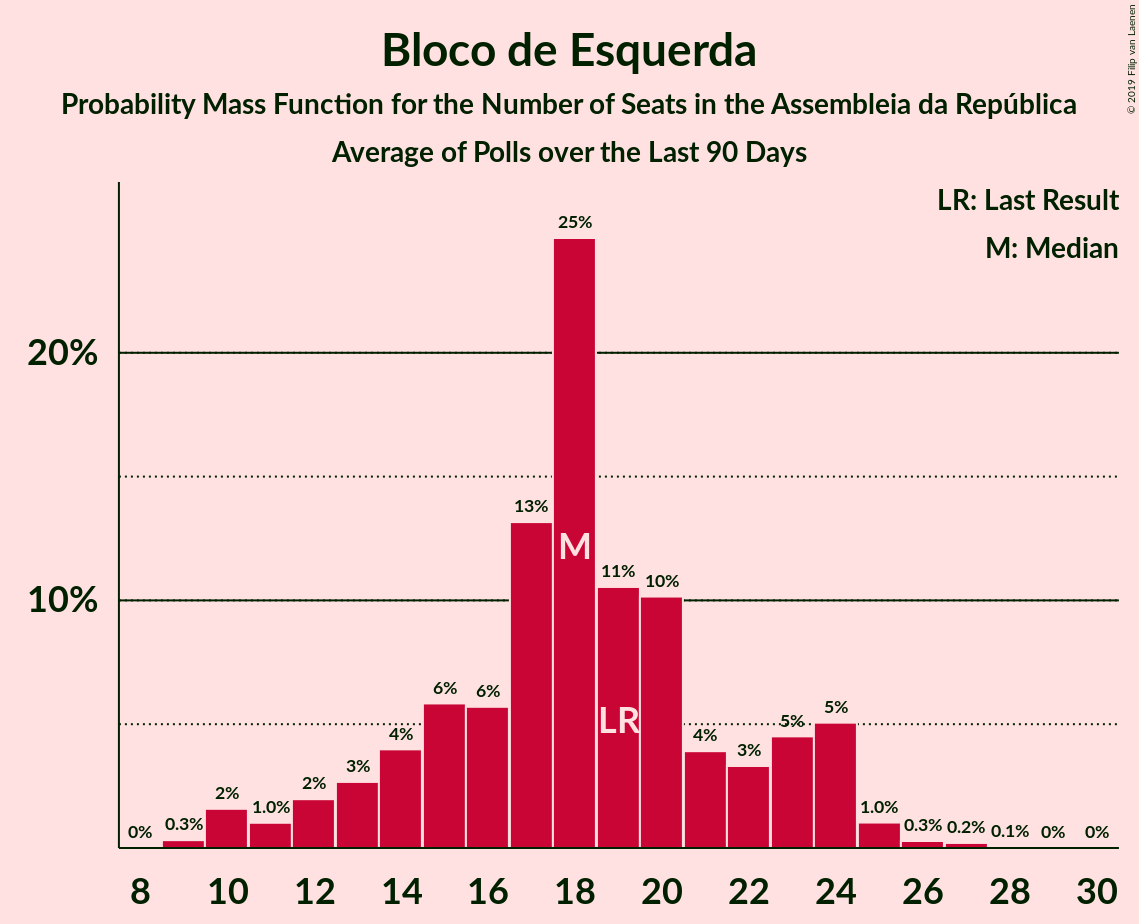 Bloco de Esquerda
Probability Mass Function for the Number of Seats in the Assembleia da República
Average of Polls over the Last 90 Days
© 2019 Filip van Laenen
LR: Last Result
M: Median
20%
10%
0%
0.3%
2%
1.0%
2%
3%
4%
6%
6%
13%
25%
11%
10%
4%
3%
5%
5%
1.0%
0.3%
0.2%
0.1%
0%
0%
M
LR
8 10 12 14 16 18 20 22 24 26 28 30